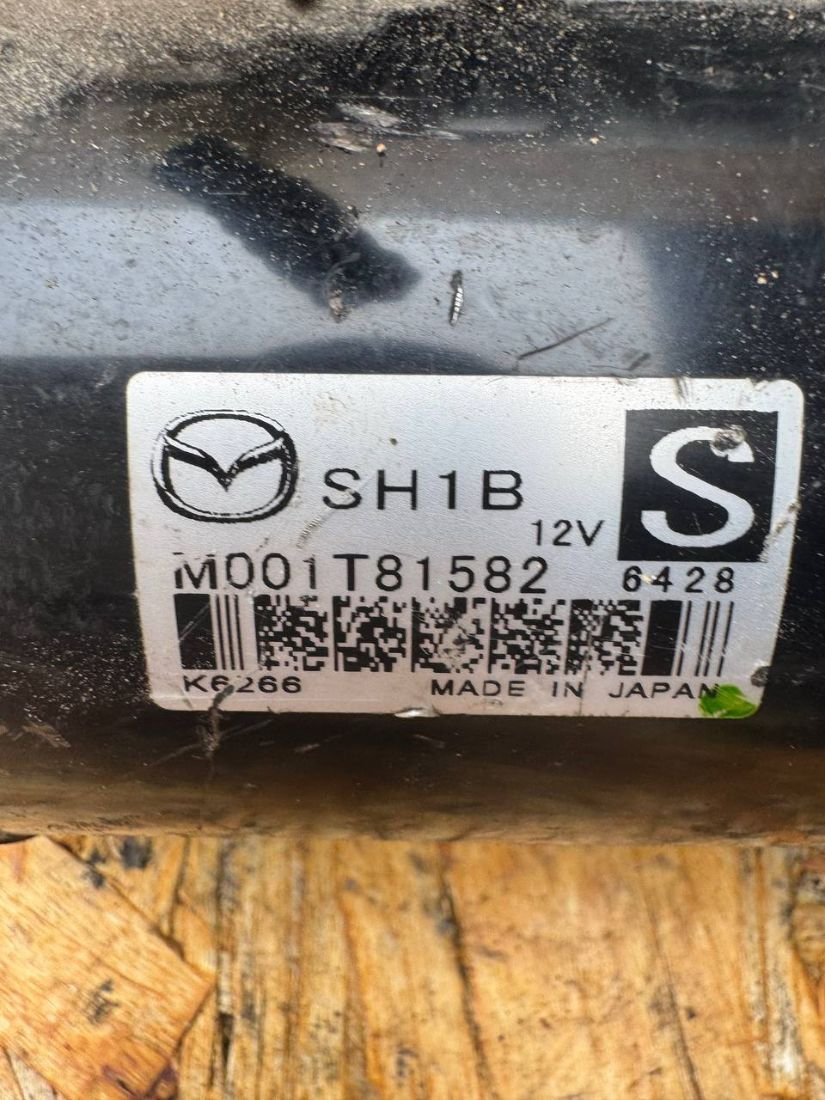 SH1B
12V
S
M001T81582
6428
K6266
MADE IN JAPAN